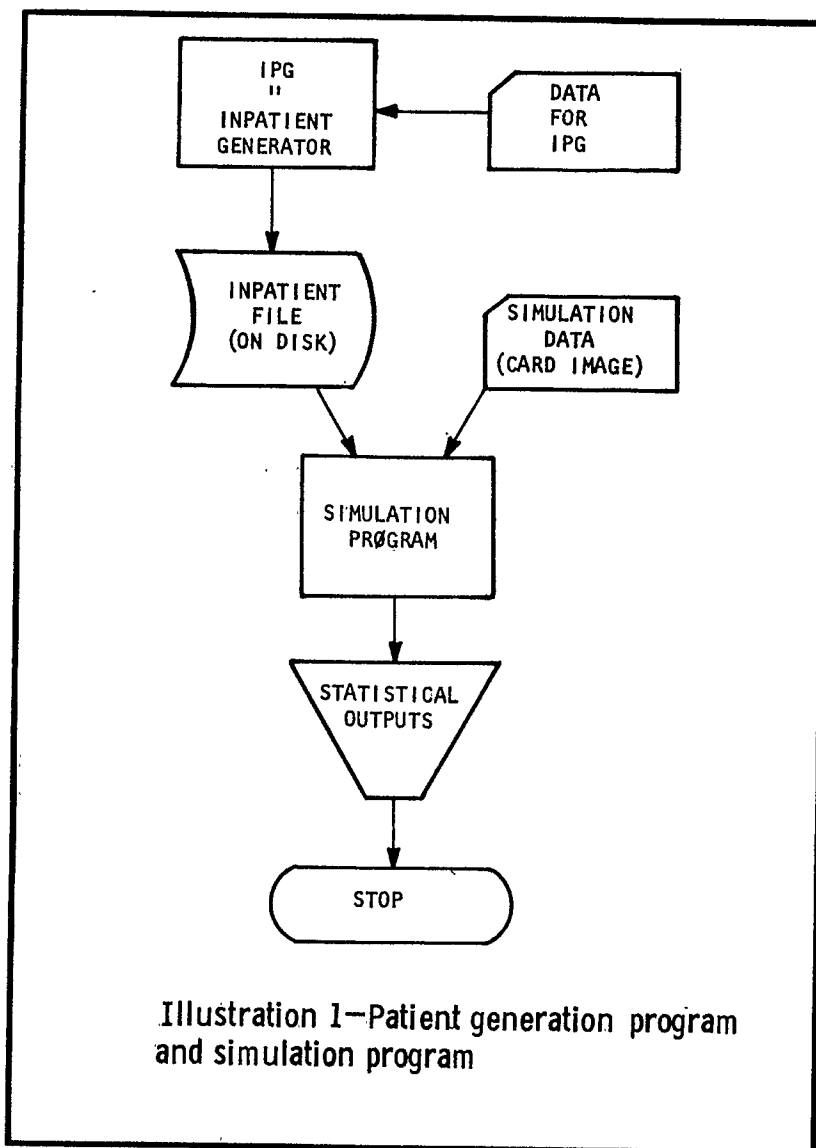 IPG
"
INPATIENT
GENERATOR
DATA
FOR
IPG
INPATIENT
FILE
(ON DISK)
SIMULATION
DATA
(CARD IMAGE)
SIMULATION
PRØGRAM
STATISTICAL
OUTPUTS
STOP
Illustration 1—Patient generation program
and simulation program